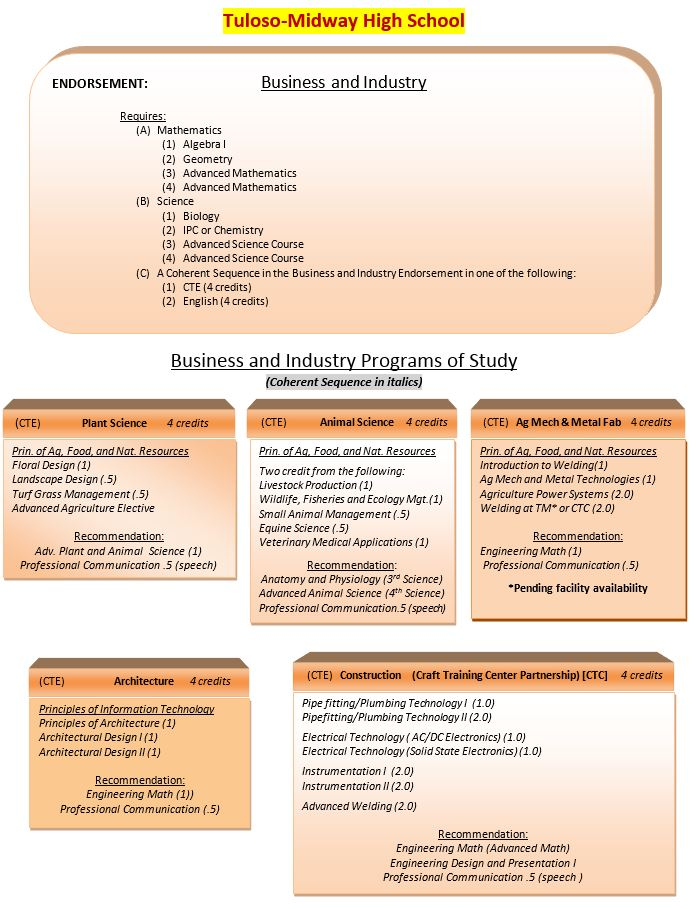 Tuloso-Midway High School
ENDORSEMENT: Business and Industry
Requires:
(A) Mathematics
(1) Algebra I
(2) Geometry
(3) Advanced Mathematics
(4) Advanced Mathematics
(B) Science
(1) Biology
(2) IPC or Chemistry
(3) Advanced Science Course
(4) Advanced Science Course
(C) A Coherent Sequence in the Business and Industry Endorsement in one of the following:
(1) CTE (4 credits)
(2) English (4 credits)
Business and Industry Programs of Study
(Coherent Sequence in italics)
(CTE) Plant Science 4 credits
Prin. of Ag, Food, and Nat. Resources
Floral Design (1)
Landscape Design (.5)
Turf Grass Management (.5)
Advanced Agriculture Elective
Recommendation:
Adv. Plant and Animal Science (1)
Professional Communication .5 (speech)
(CTE) Animal Science 4 credits
Prin. of Ag, Food, and Nat. Resources
Two credit from the following:
Livestock Production (1)
Wildlife, Fisheries and Ecology Mgt.(1)
Small Animal Management (.5)
Equine Science (.5)
Veterinary Medical Applications (1)
Recommendation:
Anatomy and Physiology (3rd Science)
Advanced Animal Science (4th Science)
Professional Communication.5 (speech)
(CTE) Ag Mech & Metal Fab 4 credits
Prin. of Ag, Food, and Nat. Resources
Introduction to Welding(1)
Ag Mech and Metal Technologies (1)
Agriculture Power Systems (2.0)
Welding at TM* or CTC (2.0)
Recommendation:
Engineering Math (1)
Professional Communication (.5)
*Pending facility availability
(CTE) Architecture 4 credits
Principles of Information Technology
Principles of Architecture (1)
Architectural Design I (1)
Architectural Design II (1)
Recommendation:
Engineering Math (1))
Professional Communication (.5)
(CTE) Construction (Craft Training Center Partnership) [CTC] 4 credits
Pipe fitting/Plumbing Technology I (1.0)
Pipefitting/Plumbing Technology II (2.0)
Electrical Technology ( AC/DC Electronics) (1.0)
Electrical Technology (Solid State Electronics) (1.0)
Instrumentation I (2.0)
Instrumentation II (2.0)
Advanced Welding (2.0)
Recommendation:
Engineering Math (Advanced Math)
Engineering Design and Presentation I
Professional Communication .5 (speech )